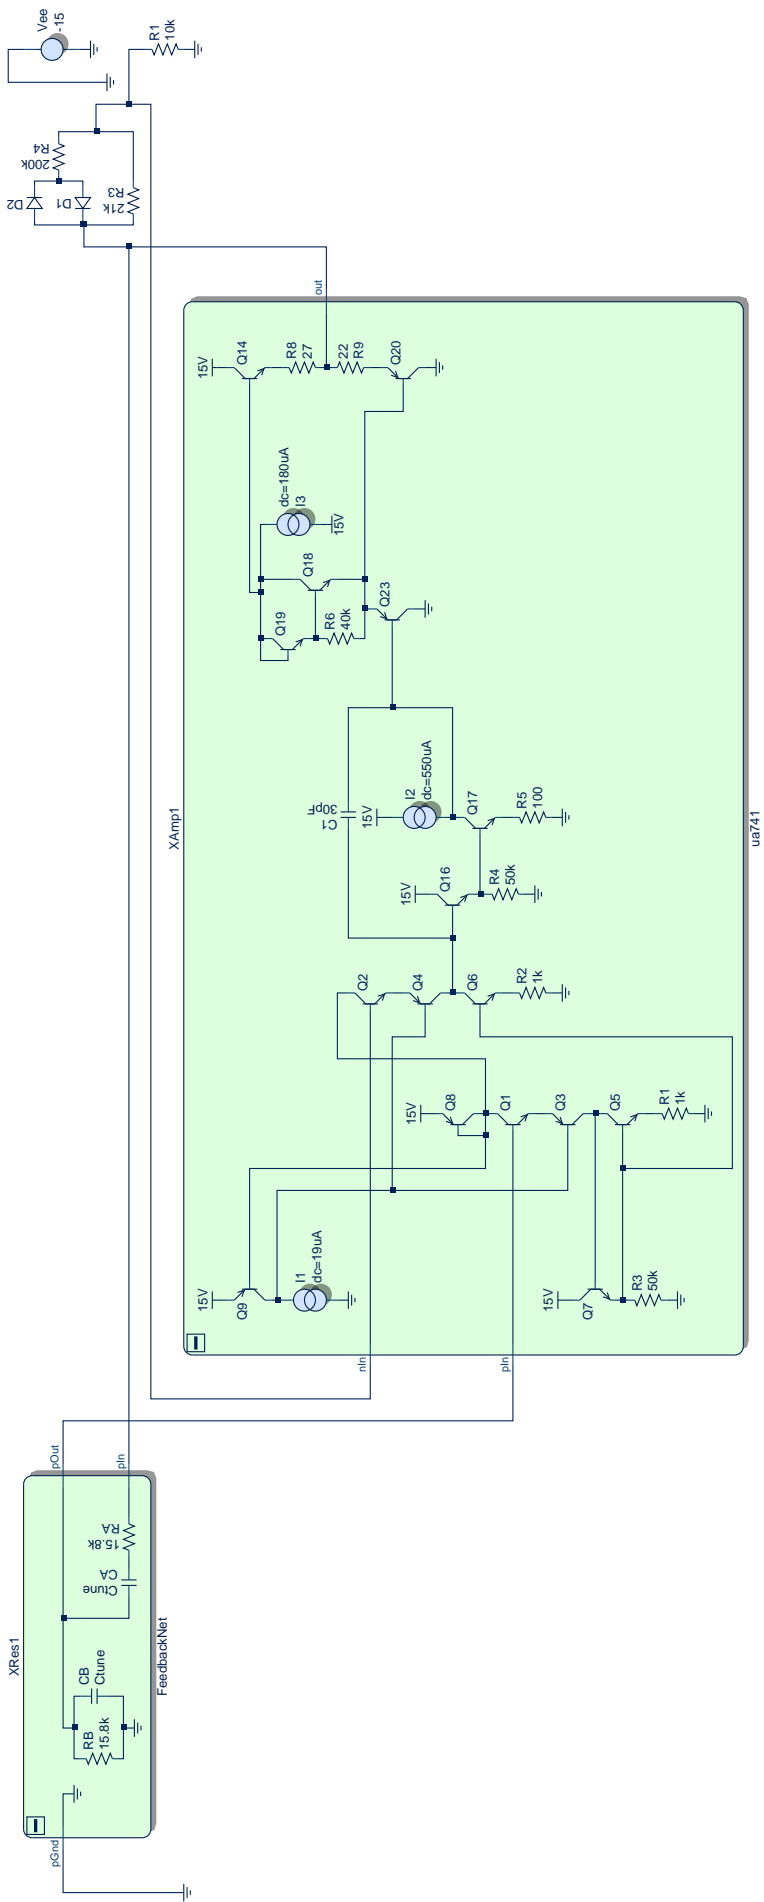 Vee
-15
R1
10k
R4
200k
D2
D1
R3
21k
out
15V
Q14
R8
27
22
R9
Q20
dc=180uA
I3
15V
Q19
Q18
R6
40k
Q23
XAmp1
C1
30pF
15V
I2
dc=550uA
Q17
R5
100
ua741
15V
Q16
R4
50k
Q2
Q4
Q6
R2
1k
15V
Q8
Q1
Q3
Q5
R1
1k
15V
Q9
I1
dc=19uA
15V
Q7
R3
50k
nIn
pIn
pOut
pIn
XRes1
RA
15.8k
CA
Ctune
FeedbackNet
CB
Ctune
RB
15.8k
pGnd